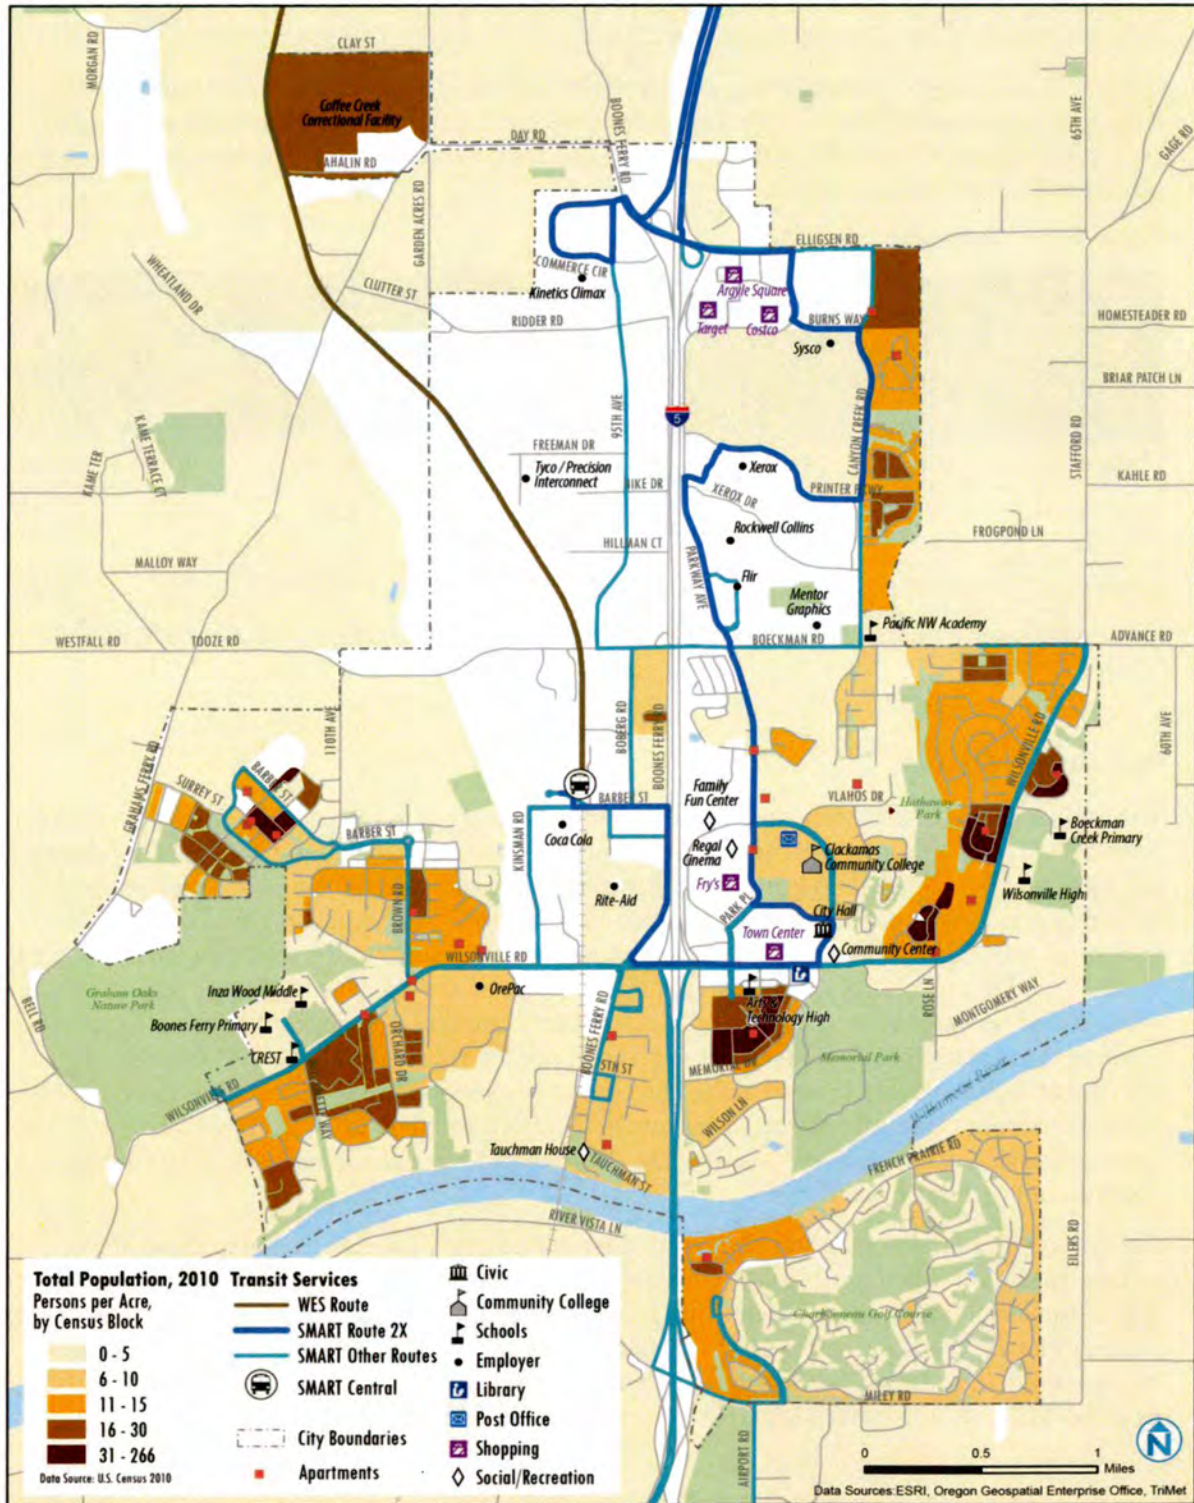 CLAY ST
MORGAN RD
Coffee Creek
Correctional Facility
BOONES FERRY RD
65TH AVE
GAGE RD
DAY RD
AHALIN RD
GARDEN ACRES RD
ELLIGSEN RD
WHEATLAND DR
COMMERCE CIR
Kinetics Climax
Argyle Square
CLUTTER ST
RIDDER RD
Target
Costco
BURNS WAY
HOMESTEADER RD
Sysco
BRIAR PATCH LN
95TH AVE
5
CANYON CREEK RD
STAFFORD RD
KAME TER
KAME TERRACE CT
FREEMAN DR
Tyco / Precision
Interconnect
Xerox
KAHLE RD
NIKE DR
XEROX DR
PRINTER PKWY
Rockwell Collins
FROGPOND LN
HILLMAN CT
MALLOY WAY
PARKWAY AVE
Flir
Mentor
Graphics
Pacific NW Academy
WESTFALL RD
TOOZE RD
BOECKMAN RD
ADVANCE RD
110TH AVE
BOBERG RD
BOONES FERRY RD
WILSONVILLE RD
60TH AVE
GRAHAMS FERRY RD
SURREY ST
BARBER ST
BARBER ST
Family
Fun Center
VLAHOS DR
Hathaway
Park
BARBER ST
KINSMAN RD
Coca Cola
Regal
Cinema
Clackamas
Community College
Boeckman
Creek Primary
Fry's
Wilsonville High
Rite-Aid
PARK PL
City Hall
BROWN RD
Town Center
Community Center
WILSONVILLE RD
Graham Oaks
Nature Park
Inza Wood Middle
OrePac
BELL RD
Boones Ferry Primary
Arts &
Technology High
ROSE LN
MONTGOMERY WAY
CREST
ORCHARD DR
BOONES FERRY RD
5TH ST
MEMORIAL DR
Memorial Park
WILSONVILLE RD
WILSON LN
Willamette River
Tauchman House
TAUCHMAN ST
FRENCH PRAIRIE RD
RIVER VISTA LN
EILERS RD
Charbonneau Golf Course
MILEY RD
AIRPORT RD
Total Population, 2010
Persons per Acre,
by Census Block
0 - 5
6 - 10
11 - 15
16 - 30
31 - 266
Data Source: U.S. Census 2010
Transit Services
WES Route
SMART Route 2X
SMART Other Routes
SMART Central
City Boundaries
Apartments
Civic
Community College
Schools
Employer
Library
Post Office
Shopping
Social/Recreation
N
0 0.5 1
Miles
Data Sources:ESRI, Oregon Geospatial Enterprise Office, TriMet